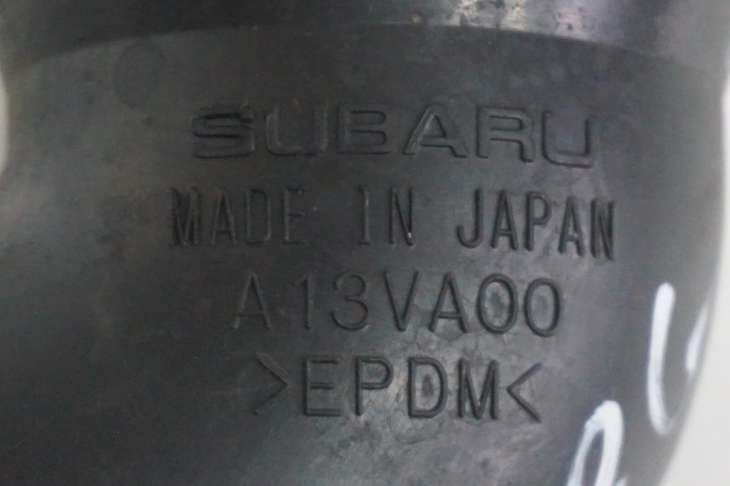 SUBARU
MADE IN JAPAN
A13VA00
>EPDM<